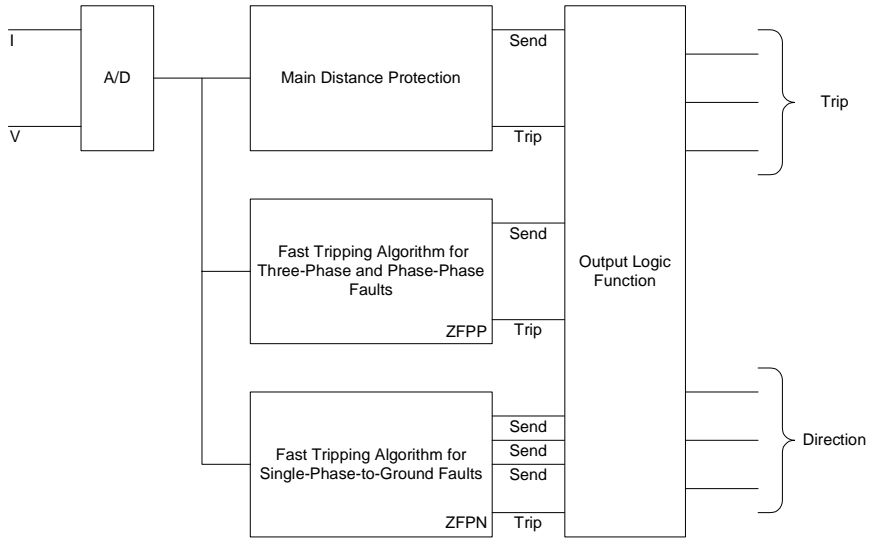 I
V
A/D
Main Distance Protection
Send
Trip
Fast Tripping Algorithm for
Three-Phase and Phase-Phase
Faults
ZFPP
Send
Trip
Fast Tripping Algorithm for
Single-Phase-to-Ground Faults
ZFPN
Send
Send
Send
Trip
Output Logic
Function
Trip
Direction